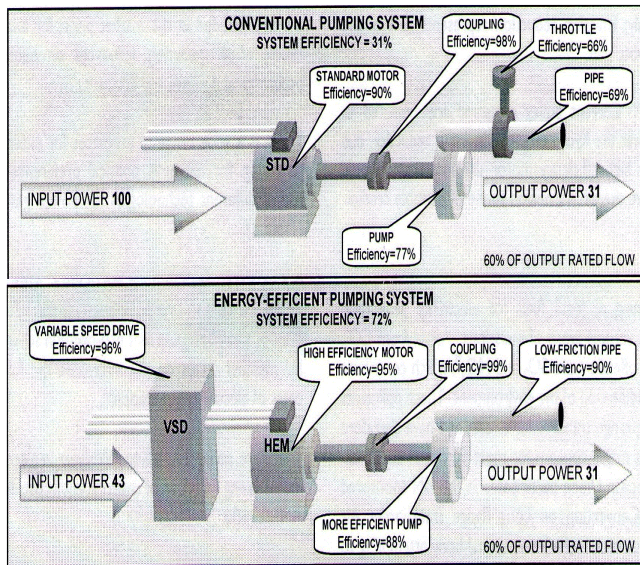 CONVENTIONAL PUMPING SYSTEM
SYSTEM EFFICIENCY = 31%
COUPLING
Efficiency=98%
THROTTLE
Efficiency=66%
STANDARD MOTOR
Efficiency=90%
PIPE
Efficiency=69%
STD
INPUT POWER 100
OUTPUT POWER 31
PUMP
Efficiency=77%
60% OF OUTPUT RATED FLOW
ENERGY-EFFICIENT PUMPING SYSTEM
SYSTEM EFFICIENCY = 72%
VARIABLE SPEED DRIVE
Efficiency=96%
HIGH EFFICIENCY MOTOR
Efficiency=95%
COUPLING
Efficiency=99%
LOW-FRICTION PIPE
Efficiency=90%
VSD
HEM
INPUT POWER 43
OUTPUT POWER 31
MORE EFFICIENT PUMP
Efficiency=88%
60% OF OUTPUT RATED FLOW